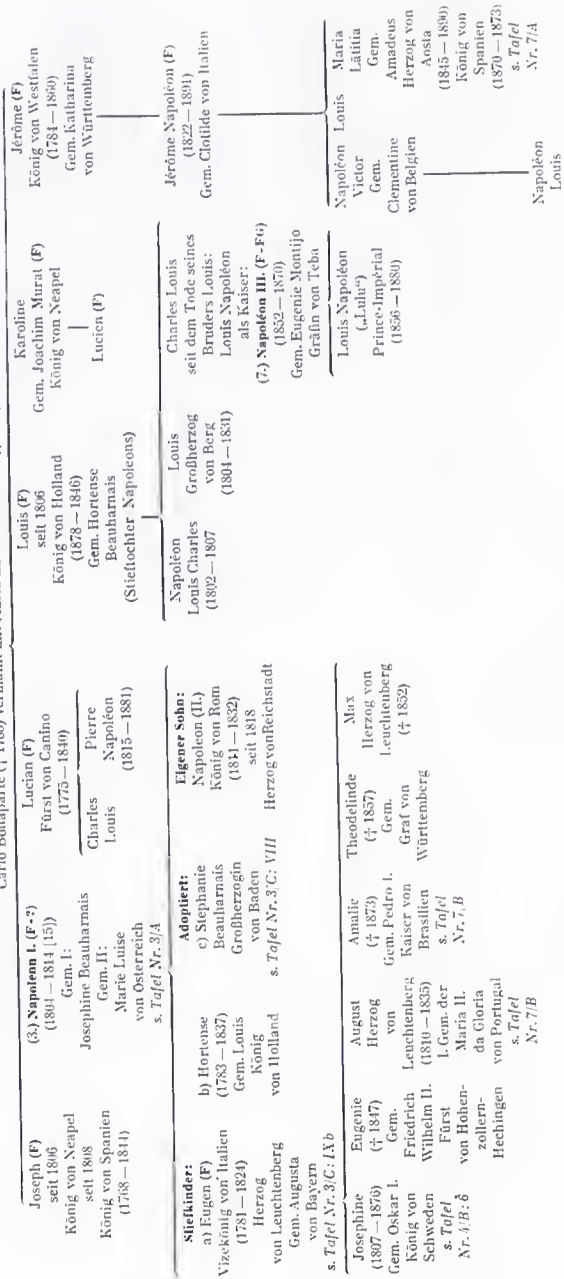 Joseph (F)
seit 1806
König von Neapel
seit 1808
König von Spanien
(1768—1844)
(3.) Napoleon I. (F-?)
(1804—1814 [15])
Gem. I:
Josephine Beauharnais
Gem. II:
Marie Luise
von Österreich
s. Tafel Nr. 3/A
Lucian (F)
Fürst von Canino
(1775—1840)
Charles
Louis
Pierre
Napoléon
(1815—1881)
Louis (F)
seit 1806
König von Holland
(1878—1846)
Gem. Hortense
Beauharnais
(Stieftochter Napoleons)
Karoline
Gem. Joachim Murat (F)
König von Neapel
Lucien (F)
Jérôme (F)
König von Westfalen
(1784—1860)
Gem. Katharina
von Württemberg
Stiefkinder:
a) Eugen (F)
Vizekönig von Italien
(1781—1824)
Herzog
von Leuchtenberg
Gem. Augusta
von Bayern
s. Tafel Nr. 3/C: IXb
b) Hortense
(1783—1837)
Gem. Louis
König
von Holland
Adoptiert:
c) Stephanie
Beauharnais
Großherzogin
von Baden
s. Tafel Nr. 3/C: VIII
Eigener Sohn:
Napoleon (II.)
König von Rom
(1811—1832)
seit 1818
Herzog von Reichstadt
Napoléon
Louis Charles
(1802—1807
Louis
Großherzog
von Berg
(1804—1831)
Charles Louis
seit dem Tode seines
Bruders Louis:
Louis Napoléon
als Kaiser:
(7.) Napoléon III. (F-FG)
(1852—1870)
Gem. Eugenie Montijo
Gräfin von Teba
Jérôme Napoléon (F)
(1822—1891)
Gem. Clotilde von Italien
Josephine
(1807—1876)
Gem. Oskar I.
König von
Schweden
s. Tafel
Nr. 4/B: 6
Eugenie
(† 1847)
Gem.
Friedrich
Wilhelm II.
Fürst
von Hohen-
zollern-
Hechingen
August
Herzog
von
Leuchtenberg
(1810—1835)
I. Gem. der
Maria II.
da Gloria
von Portugal
s. Tafel
Nr. 7/B
Amalie
(† 1873)
Gem. Pedro I.
Kaiser von
Brasilien
s. Tafel
Nr. 7/B
Theodelinde
(† 1857)
Gem.
Graf von
Württemberg
Max
Herzog von
Leuchtenberg
(† 1852)
Louis Napoléon
(„Lulu“)
Prince-Impérial
(1856—1880)
Napoléon
Victor
Gem.
Clementine
von Belgien
Louis
Maria
Lätitia
Gem.
Amadeus
Herzog von
Aosta
(1845—1890)
König von
Spanien
(1870—1873)
s. Tafel
Nr. 7/A
Napoléon
Louis